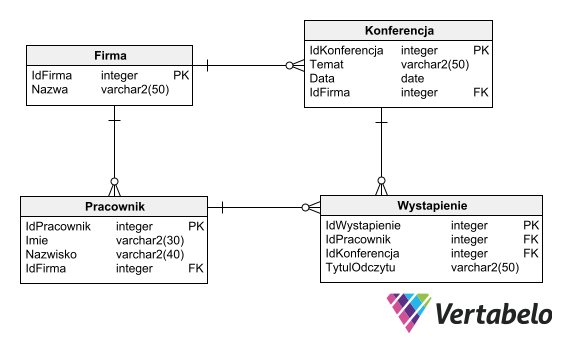 Firma
IdFirma integer PK
Nazwa varchar2(50)
Konferencja
IdKonferencja integer PK
Temat varchar2(50)
Data date
IdFirma integer FK
Pracownik
IdPracownik integer PK
Imie varchar2(30)
Nazwisko varchar2(40)
IdFirma integer FK
Wystapienie
IdWystapienie integer PK
IdPracownik integer FK
IdKonferencja integer FK
TytulOdczytu varchar2(50)
Vertabelo